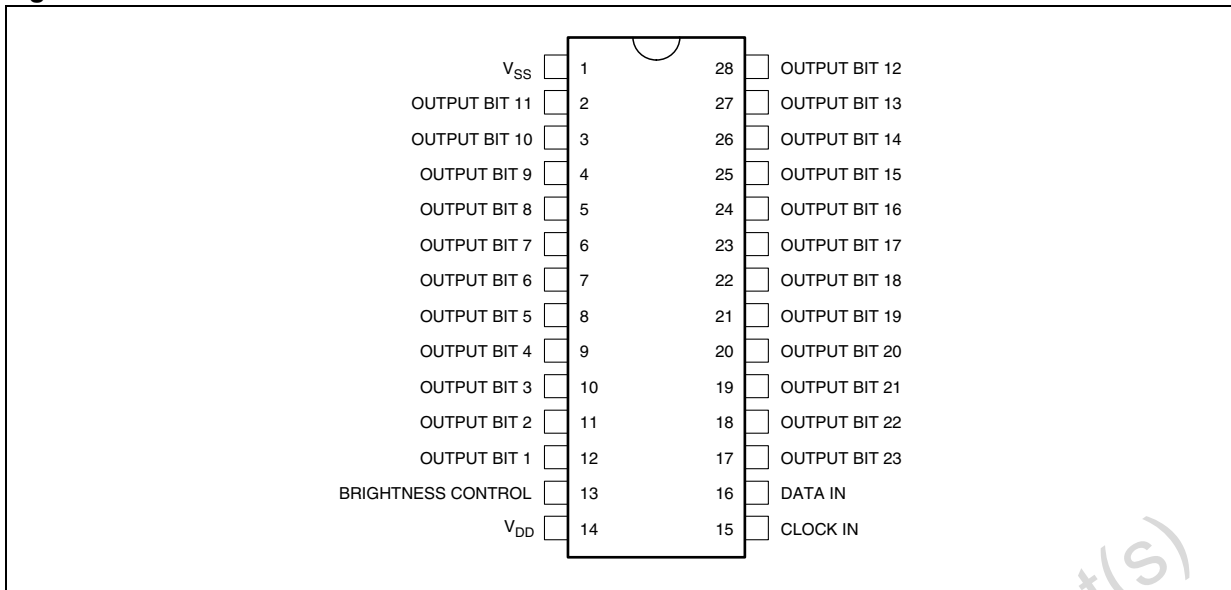 V_SS 1 28 OUTPUT BIT 12
OUTPUT BIT 11 2 27 OUTPUT BIT 13
OUTPUT BIT 10 3 26 OUTPUT BIT 14
OUTPUT BIT 9 4 25 OUTPUT BIT 15
OUTPUT BIT 8 5 24 OUTPUT BIT 16
OUTPUT BIT 7 6 23 OUTPUT BIT 17
OUTPUT BIT 6 7 22 OUTPUT BIT 18
OUTPUT BIT 5 8 21 OUTPUT BIT 19
OUTPUT BIT 4 9 20 OUTPUT BIT 20
OUTPUT BIT 3 10 19 OUTPUT BIT 21
OUTPUT BIT 2 11 18 OUTPUT BIT 22
OUTPUT BIT 1 12 17 OUTPUT BIT 23
BRIGHTNESS CONTROL 13 16 DATA IN
V_DD 14 15 CLOCK IN